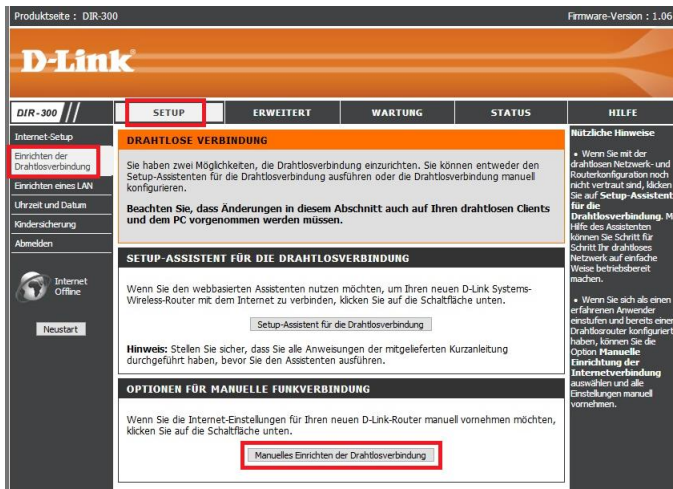 Produktseite : DIR-300
Firmware-Version : 1.06
D-Link
DIR-300
SETUP
ERWEITERT
WARTUNG
STATUS
HILFE
Internet-Setup
Einrichten der
Drahtlosverbindung
Einrichten eines LAN
Uhrzeit und Datum
Kindersicherung
Abmelden
Internet
Offline
Neustart
DRAHTLOSE VERBINDUNG
Sie haben zwei Möglichkeiten, die Drahtlosverbindung einzurichten. Sie können entweder den
Setup-Assistenten für die Drahtlosverbindung ausführen oder die Drahtlosverbindung manuell
konfigurieren.
Beachten Sie, dass Änderungen in diesem Abschnitt auch auf Ihren drahtlosen Clients
und dem PC vorgenommen werden müssen.
SETUP-ASSISTENT FÜR DIE DRAHTLOSVERBINDUNG
Wenn Sie den webbasierten Assistenten nutzen möchten, um Ihren neuen D-Link Systems-
Wireless-Router mit dem Internet zu verbinden, klicken Sie auf die Schaltfläche unten.
Setup-Assistent für die Drahtlosverbindung
Hinweis: Stellen Sie sicher, dass Sie alle Anweisungen der mitgelieferten Kurzanleitung
durchgeführt haben, bevor Sie den Assistenten ausführen.
OPTIONEN FÜR MANUELLE FUNKVERBINDUNG
Wenn Sie die Internet-Einstellungen für Ihren neuen D-Link-Router manuell vornehmen möchten,
klicken Sie auf die Schaltfläche unten.
Manuelles Einrichten der Drahtlosverbindung
Nützliche Hinweise
• Wenn Sie mit der
drahtlosen Netzwerk- und
Routerkonfiguration noch
nicht vertraut sind, klicken
Sie auf Setup-Assistent
für die
Drahtlosverbindung. M
Hilfe des Assistenten
können Sie Schritt für
Schritt Ihr drahtloses
Netzwerk auf einfache
Weise betriebsbereit
machen.
• Wenn Sie sich als einen
erfahrenen Anwender
einstufen und bereits einen
Drahtlosrouter konfiguriert
haben, können Sie die
Option Manuelle
Einrichtung der
Internetverbindung
auswählen und alle
Einstellungen manuell
vornehmen.